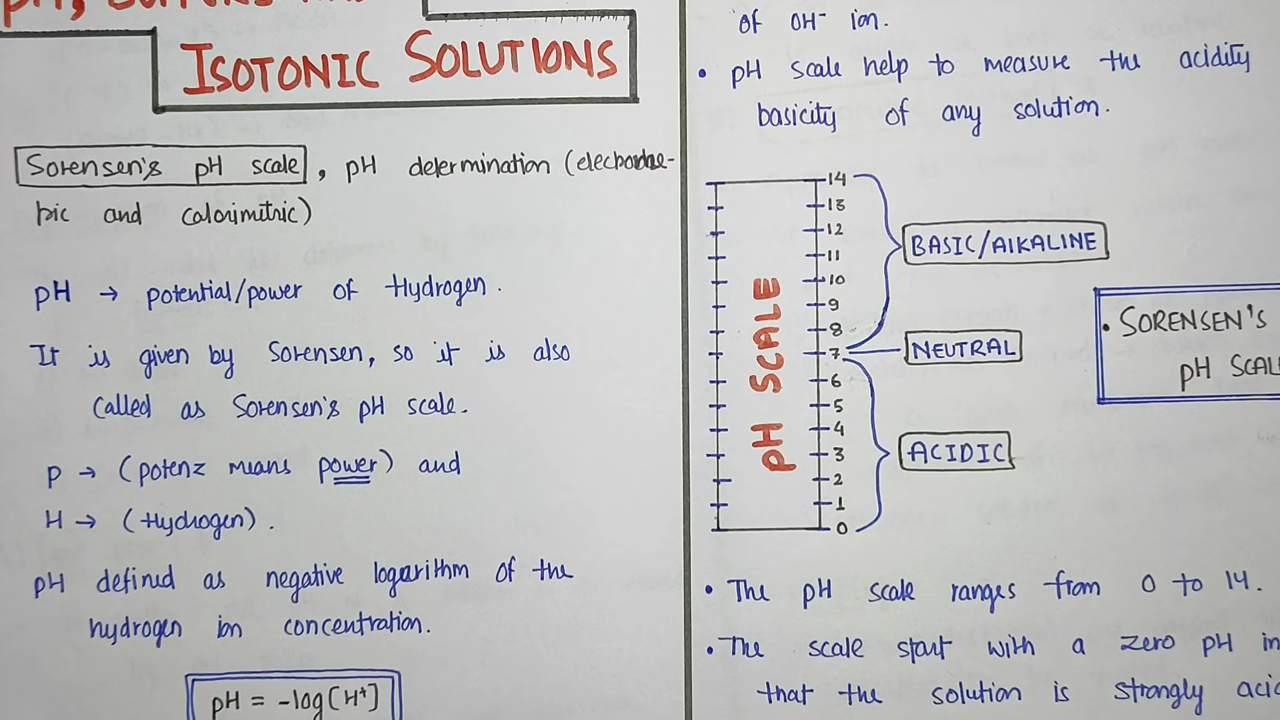 ISOTONIC SOLUTIONS
Sorensen's pH scale, pH determination
and calorimetric)
pH → potential/power of Hydrogen.
It is given by Sorensen, so it is also
called as Sorensen's pH scale.
P → (potenz means power) and
H → (Hydrogen).
pH defined as negative logarithm of the
hydrogen ion concentration.
pH = -log[H⁺]
of OH⁻ ion.
• pH scale help to measure the acidity
basicity of any solution.
14
13
12
11
10
9
8
7
6
5
4
3
2
1
0
pH SCALE
BASIC/ALKALINE
NEUTRAL
ACIDIC
• SORENSEN'S
pH SCAL
• The pH scale ranges from 0 to 14.
• The scale start with a zero pH in
that the solution is strongly acid